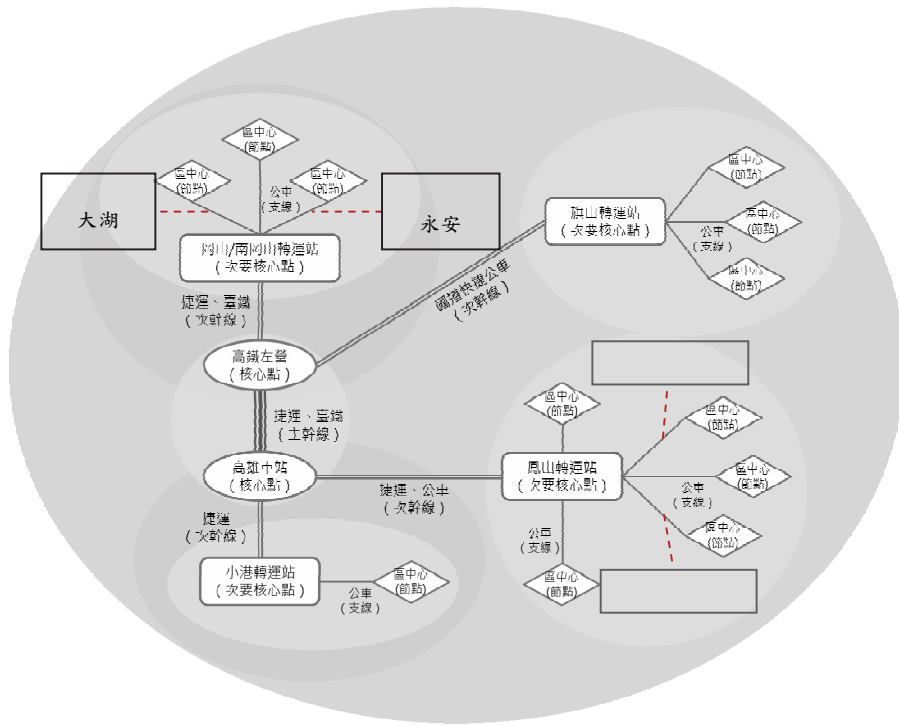 區中心
(節點)
區中心
(節點)
區中心
(節點)
公車
(支線)
大湖
永安
岡山/南岡山轉運站
(次要核心點)
旗山轉運站
(次要核心點)
區中心
(節點)
區中心
(節點)
公車
(支線)
區中心
(節點)
捷運、臺鐵
(次幹線)
國道快捷公車
(次幹線)
高鐵左營
(核心點)
捷運、臺鐵
(主幹線)
高雄車站
(核心點)
捷運、公車
(次幹線)
鳳山轉運站
(次要核心點)
區中心
(節點)
區中心
(節點)
區中心
(節點)
公車
(支線)
區中心
(節點)
公車
(支線)
區中心
(節點)
捷運
(次幹線)
小港轉運站
(次要核心點)
公車
(支線)
區中心
(節點)